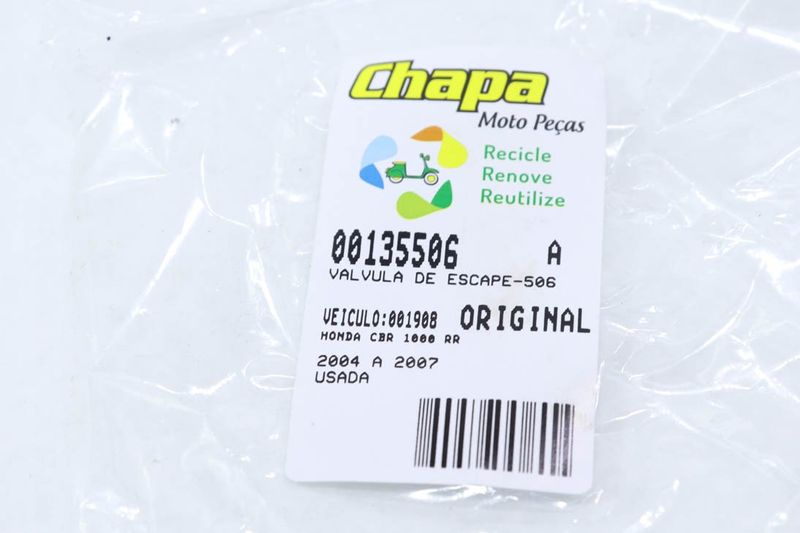 Chapa
Moto Peças
Recicle
Renove
Reutilize
00135506 A
VALVULA DE ESCAPE-506
VEICULO:001908 ORIGINAL
HONDA CBR 1000 RR
2004 A 2007
USADA